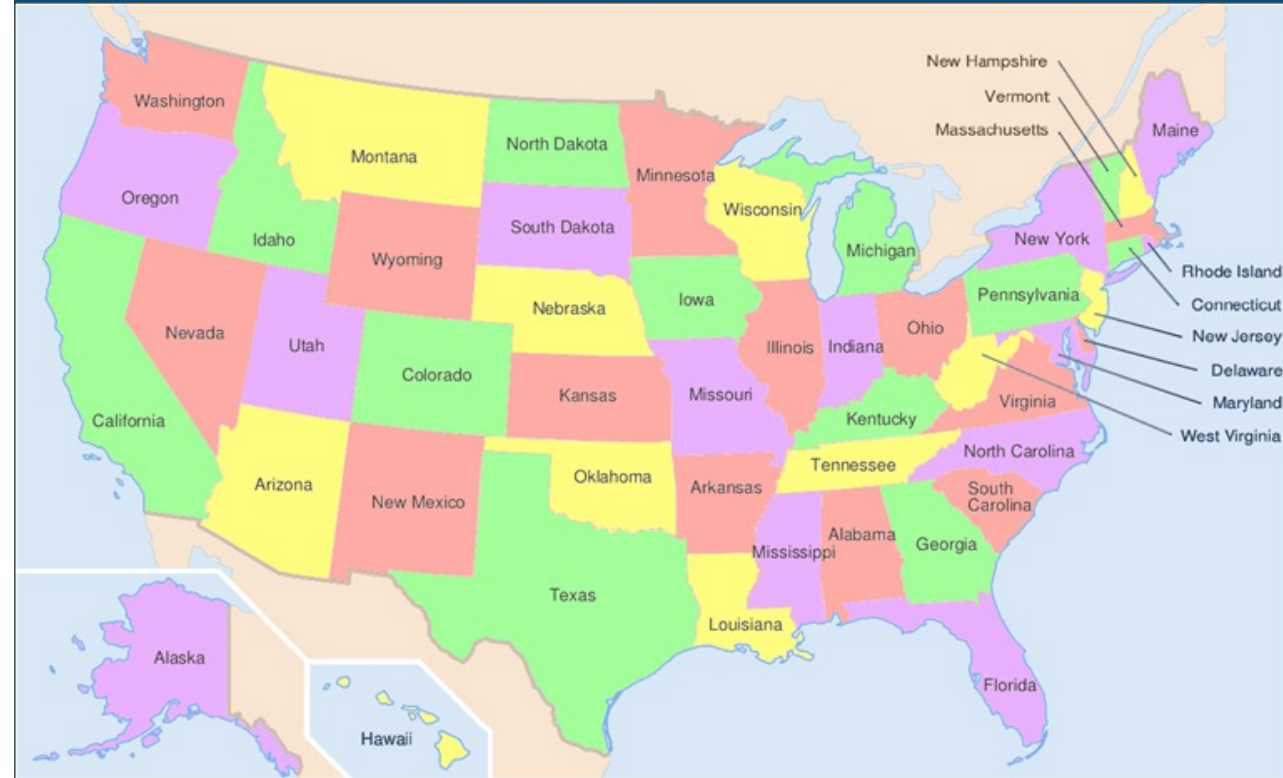 New Hampshire
Vermont
Massachusetts
Washington
Montana
North Dakota
Minnesota
Maine
Oregon
Idaho
Wyoming
South Dakota
Wisconsin
Michigan
New York
Rhode Island
Nebraska
Iowa
Pennsylvania
Connecticut
Nevada
Utah
Colorado
Illinois
Indiana
Ohio
New Jersey
Delaware
California
Kansas
Missouri
Kentucky
Virginia
Maryland
West Virginia
Arizona
New Mexico
Oklahoma
Arkansas
Tennessee
North Carolina
South
Carolina
Texas
Mississippi
Alabama
Georgia
Louisiana
Alaska
Florida
Hawaii